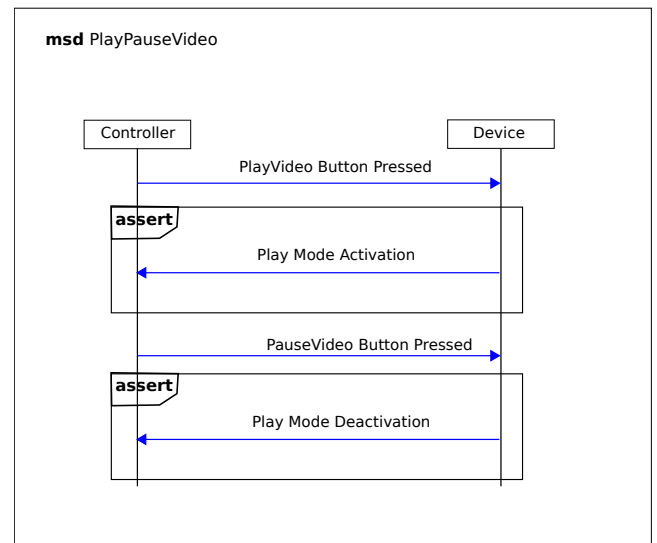 msd PlayPauseVideo
Controller
Device
PlayVideo Button Pressed
assert
Play Mode Activation
PauseVideo Button Pressed
assert
Play Mode Deactivation